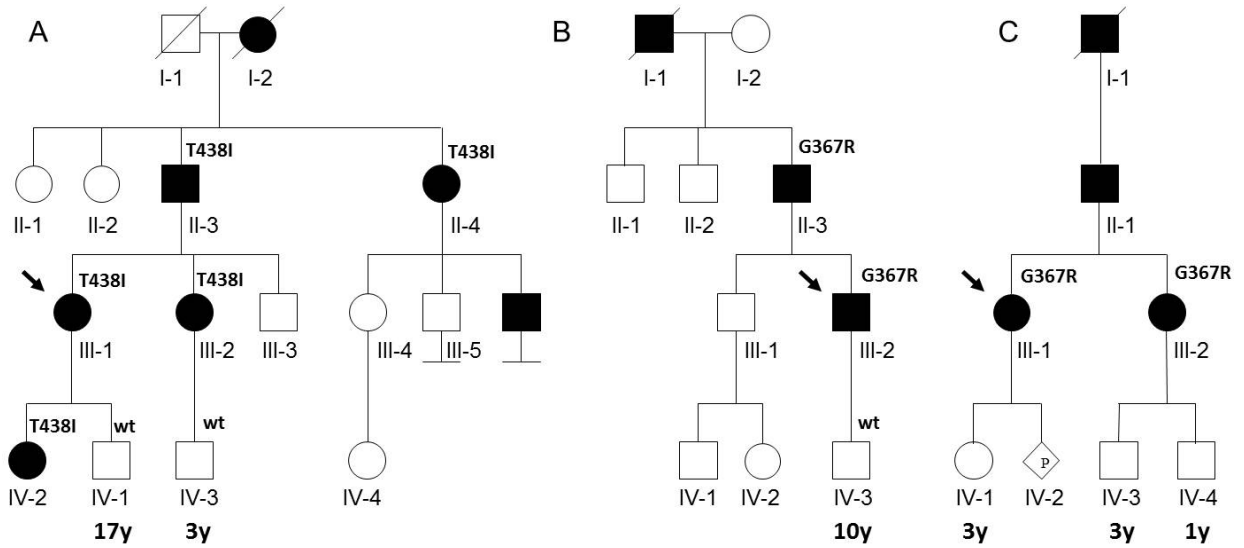 A
B
C
I-1 I-2
I-1 I-2
I-1
T438I T438I
G367R
II-1 II-2 II-3 II-4
II-1 II-2 II-3
II-1
T438I T438I
G367R
G367R G367R
III-1 III-2 III-3 III-4 III-5
III-1 III-2
III-1 III-2
T438I wt wt
wt
P
IV-2 IV-1 IV-3 IV-4
IV-1 IV-2 IV-3
IV-1 IV-2 IV-3 IV-4
17y 3y
10y
3y 3y 1y